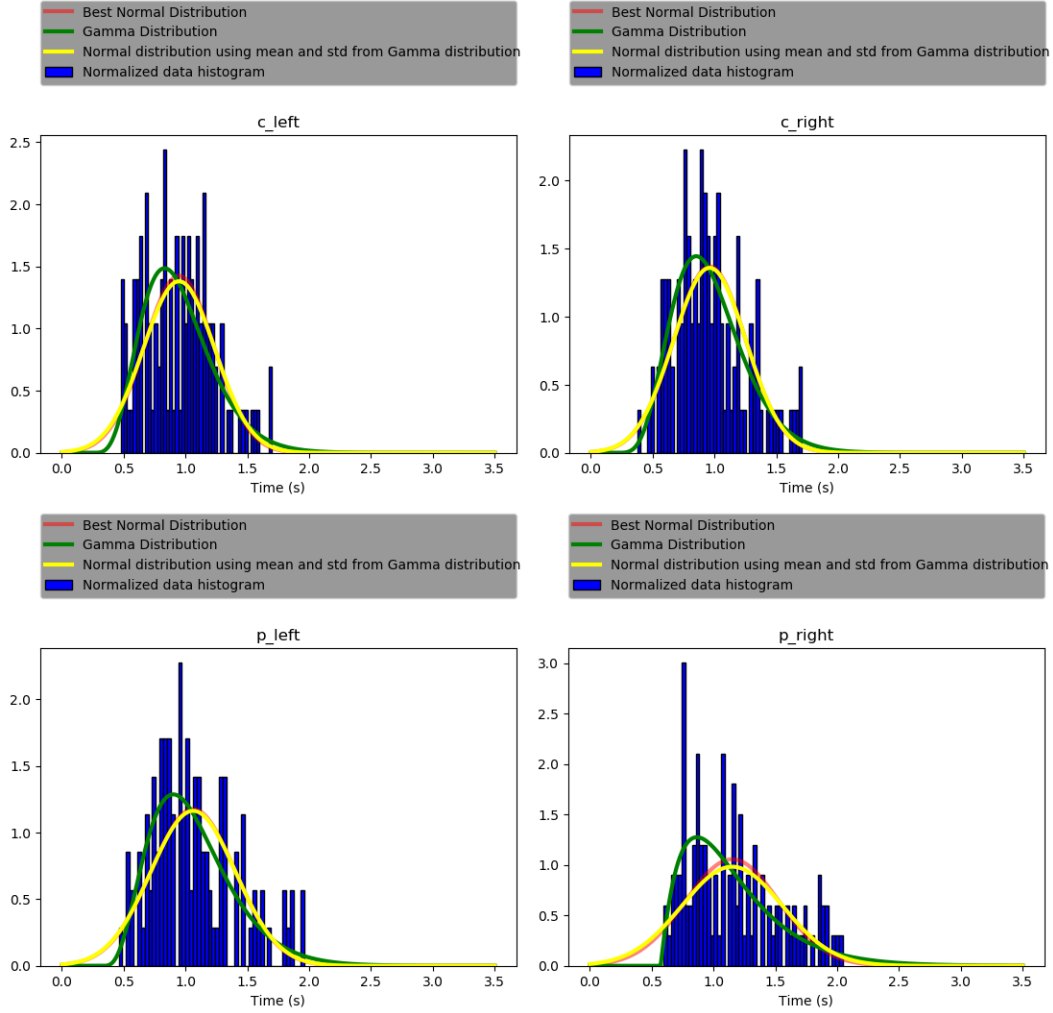 Best Normal Distribution
Gamma Distribution
Normal distribution using mean and std from Gamma distribution
Normalized data histogram
Best Normal Distribution
Gamma Distribution
Normal distribution using mean and std from Gamma distribution
Normalized data histogram
c_left
2.5
2.0
1.5
1.0
0.5
0.0
0.0 0.5 1.0 1.5 2.0 2.5 3.0 3.5
Time (s)
c_right
2.0
1.5
1.0
0.5
0.0
0.0 0.5 1.0 1.5 2.0 2.5 3.0 3.5
Time (s)
Best Normal Distribution
Gamma Distribution
Normal distribution using mean and std from Gamma distribution
Normalized data histogram
Best Normal Distribution
Gamma Distribution
Normal distribution using mean and std from Gamma distribution
Normalized data histogram
p_left
2.0
1.5
1.0
0.5
0.0
0.0 0.5 1.0 1.5 2.0 2.5 3.0 3.5
Time (s)
p_right
3.0
2.5
2.0
1.5
1.0
0.5
0.0
0.0 0.5 1.0 1.5 2.0 2.5 3.0 3.5
Time (s)